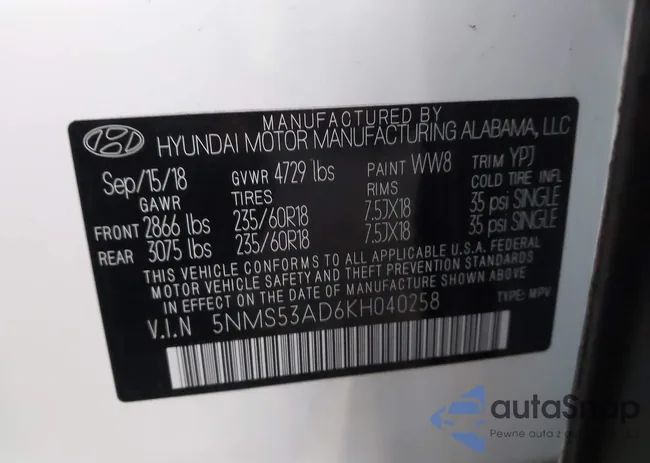 MANUFACTURED BY
HYUNDAI MOTOR MANUFACTURING ALABAMA, LLC
Sep/15/18 GVWR 4729 lbs PAINT WW8 TRIM YPJ
GAWR TIRES RIMS COLD TIRE INFL
FRONT 2866 lbs 235/60R18 7.5JX18 35 psi SINGLE
REAR 3075 lbs 235/60R18 7.5JX18 35 psi SINGLE
THIS VEHICLE CONFORMS TO ALL APPLICABLE U.S.A. FEDERAL
MOTOR VEHICLE SAFETY AND THEFT PREVENTION STANDARDS
IN EFFECT ON THE DATE OF MANUFACTURE SHOWN ABOVE
V.I.N 5NMS53AD6KH040258 TYPE: MPV
autaSnap
Pewne auta z